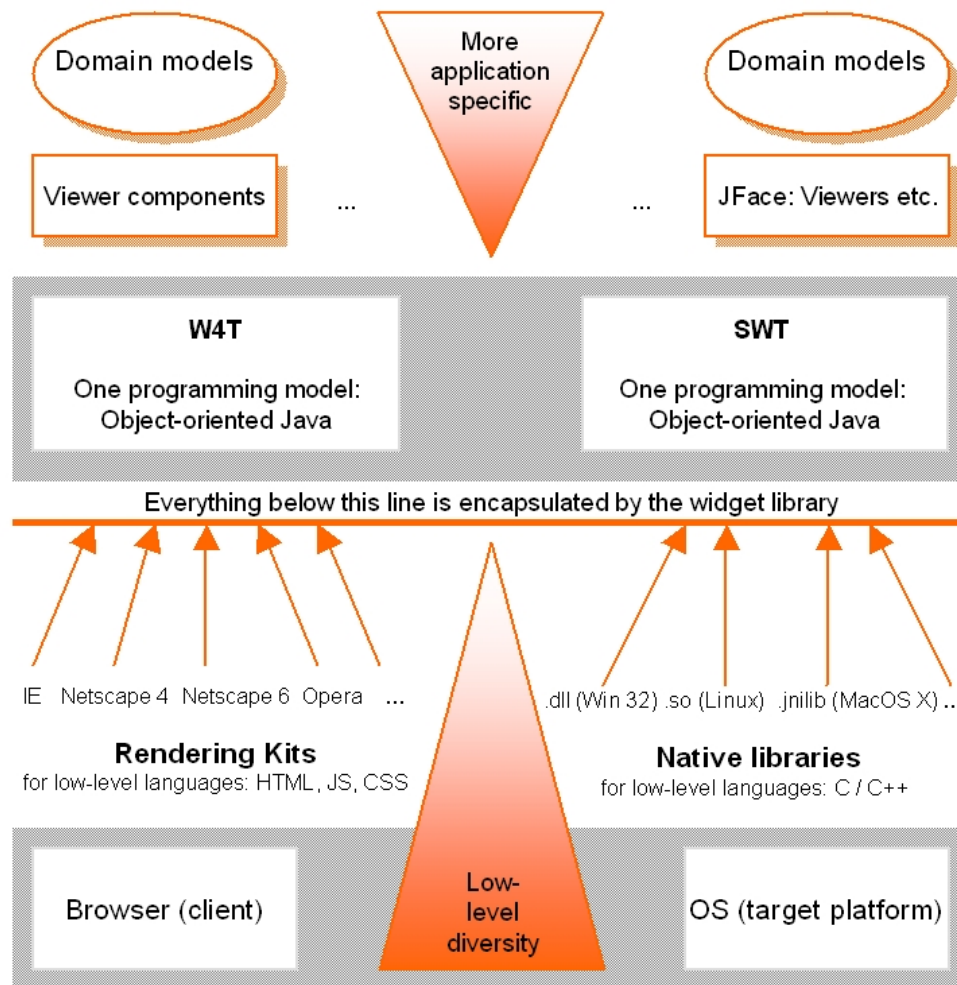 Domain models
More
application
specific
Domain models
Viewer components
...
...
JFace: Viewers etc.
W4T
One programming model:
Object-oriented Java
SWT
One programming model:
Object-oriented Java
Everything below this line is encapsulated by the widget library
IE Netscape 4 Netscape 6 Opera ...
.dll (Win 32) .so (Linux) .jnilib (MacOS X) ...
Rendering Kits
for low-level languages: HTML, JS, CSS
Native libraries
for low-level languages: C / C++
Browser (client)
Low-
level
diversity
OS (target platform)